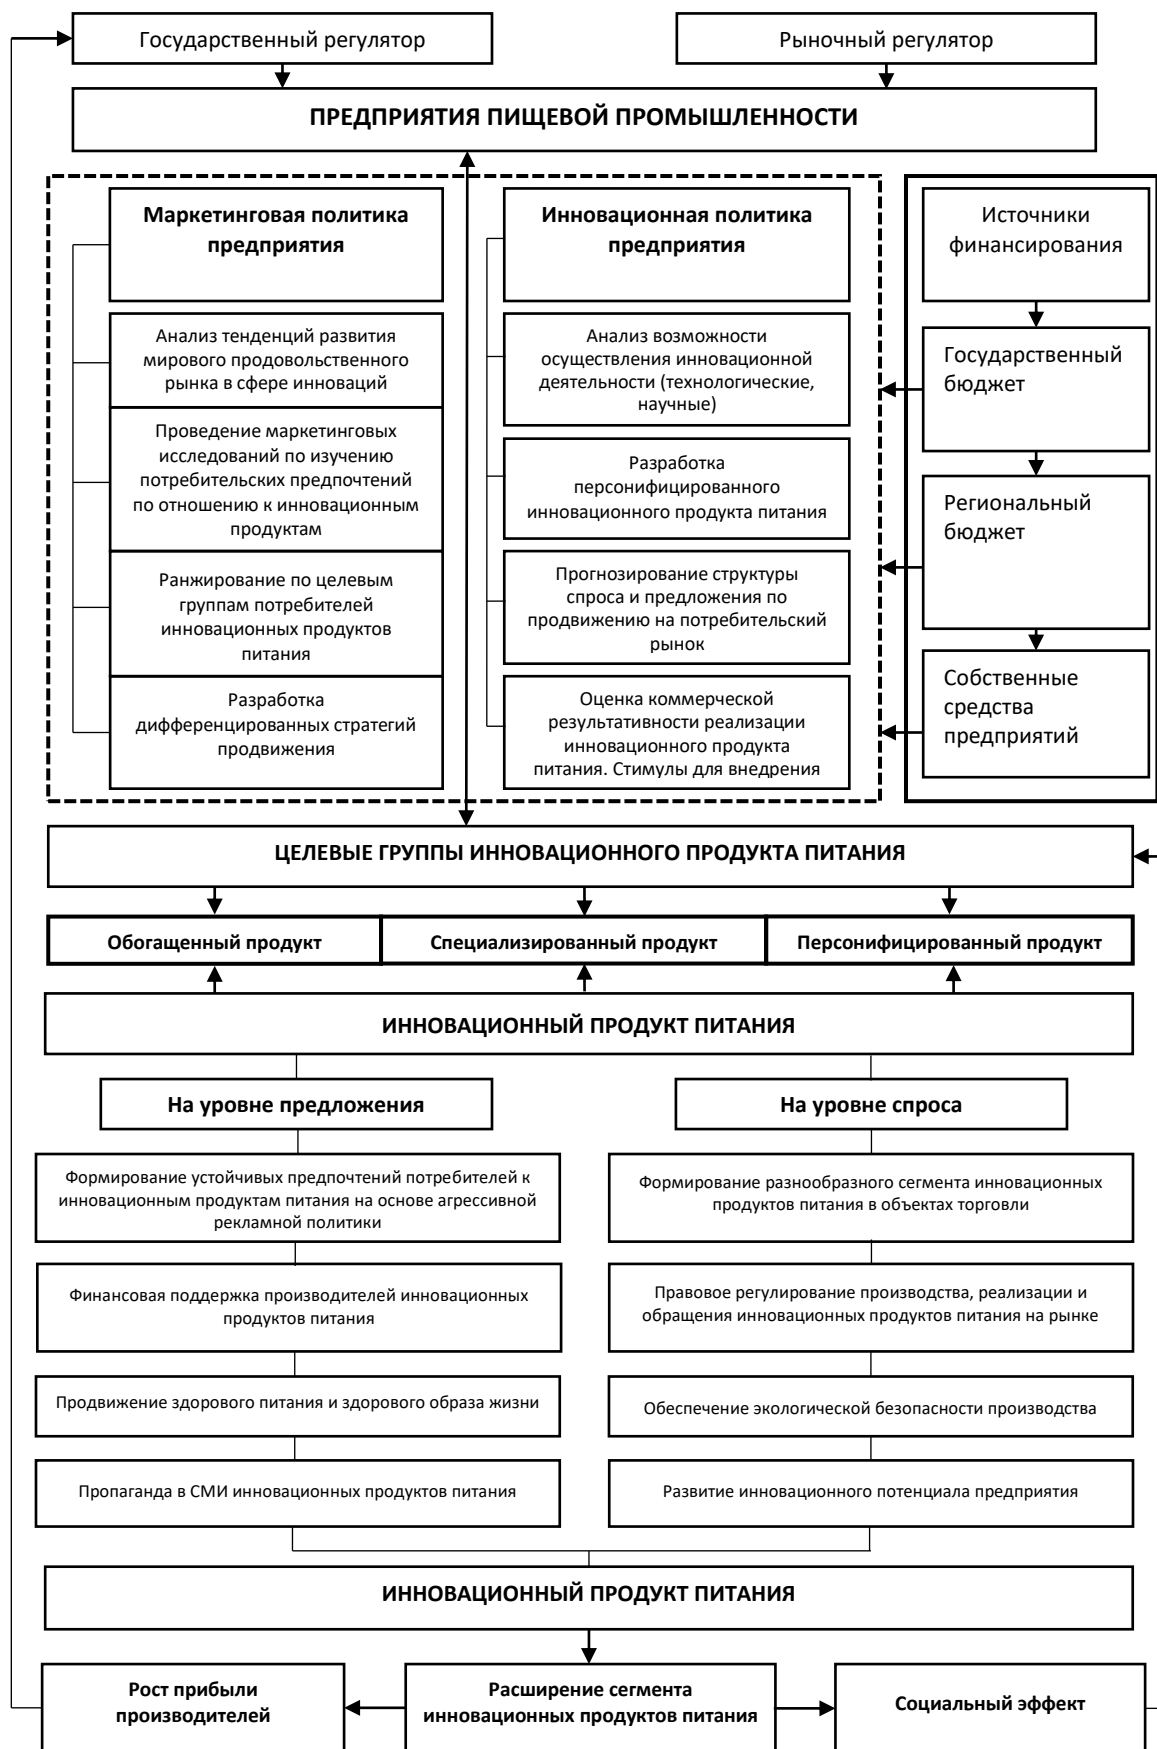 Государственный регулятор
Рыночный регулятор
ПРЕДПРИЯТИЯ ПИЩЕВОЙ ПРОМЫШЛЕННОСТИ
Маркетинговая политика
предприятия
Анализ тенденций развития
мирового продовольственного
рынка в сфере инноваций
Проведение маркетинговых
исследований по изучению
потребительских предпочтений
по отношению к инновационным
продуктам
Ранжирование по целевым
группам потребителей
инновационных продуктов
питания
Разработка
дифференцированных стратегий
продвижения
Инновационная политика
предприятия
Анализ возможности
осуществления инновационной
деятельности (технологические,
научные)
Разработка
персонифицированного
инновационного продукта питания
Прогнозирование структуры
спроса и предложения по
продвижению на потребительский
рынок
Оценка коммерческой
результативности реализации
инновационного продукта
питания. Стимулы для внедрения
Источники
финансирования
Государственный
бюджет
Региональный
бюджет
Собственные
средства
предприятий
ЦЕЛЕВЫЕ ГРУППЫ ИННОВАЦИОННОГО ПРОДУКТА ПИТАНИЯ
Обогащенный продукт
Специализированный продукт
Персонифицированный продукт
ИННОВАЦИОННЫЙ ПРОДУКТ ПИТАНИЯ
На уровне предложения
Формирование устойчивых предпочтений потребителей к
инновационным продуктам питания на основе агрессивной
рекламной политики
Финансовая поддержка производителей инновационных
продуктов питания
Продвижение здорового питания и здорового образа жизни
Пропаганда в СМИ инновационных продуктов питания
На уровне спроса
Формирование разнообразного сегмента инновационных
продуктов питания в объектах торговли
Правовое регулирование производства, реализации и
обращения инновационных продуктов питания на рынке
Обеспечение экологической безопасности производства
Развитие инновационного потенциала предприятия
ИННОВАЦИОННЫЙ ПРОДУКТ ПИТАНИЯ
Рост прибыли
производителей
Расширение сегмента
инновационных продуктов питания
Социальный эффект